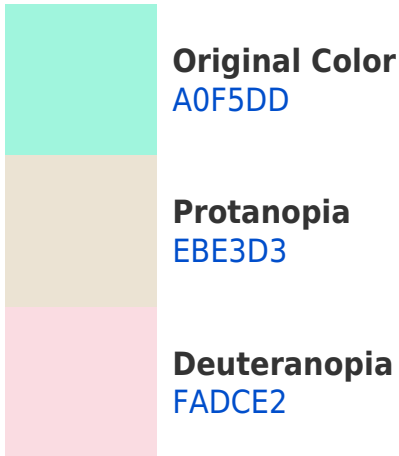 Original Color
A0F5DD
Protanopia
EBE3D3
Deuteranopia
FADCE2